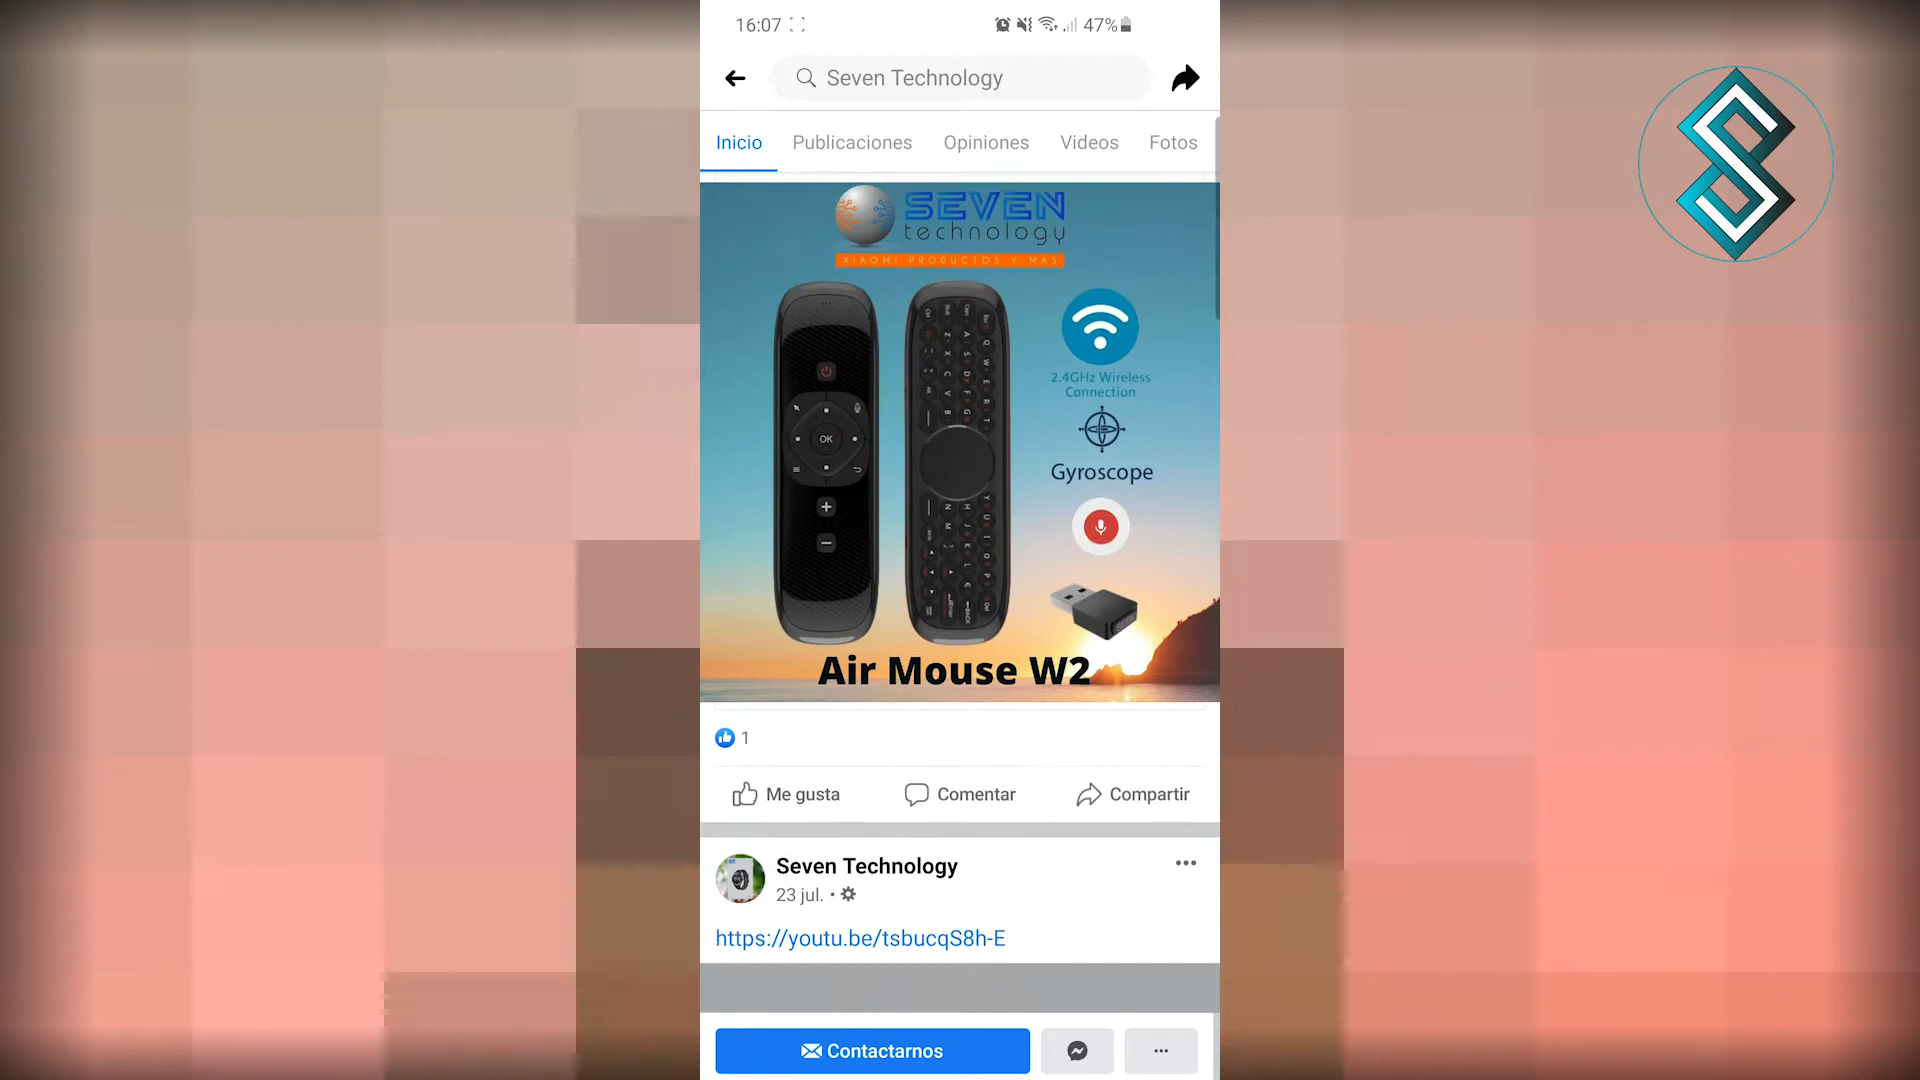 16:07
47%
Seven Technology
Inicio
Publicaciones
Opiniones
Videos
Fotos
SEVEN
technology
XIAOMI PRODUCTOS Y MAS
2.4GHz Wireless
Connection
Gyroscope
OK
Air Mouse W2
1
Me gusta
Comentar
Compartir
Seven Technology
23 jul.
https://youtu.be/tsbucqS8h-E
Contactarnos